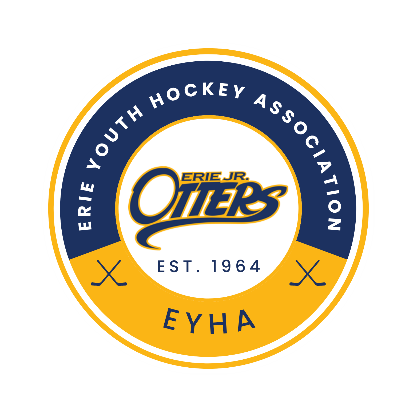 ERIE YOUTH HOCKEY ASSOCIATION
ERIE JR.
OTTERS
EST. 1964
EYHA